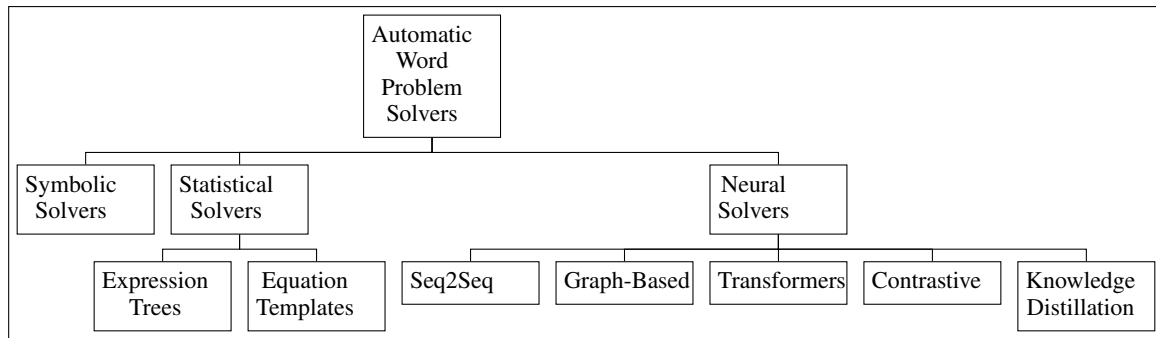 Automatic
Word
Problem
Solvers
Symbolic
Solvers
Statistical
Solvers
Neural
Solvers
Expression
Trees
Equation
Templates
Seq2Seq
Graph-Based
Transformers
Contrastive
Knowledge
Distillation